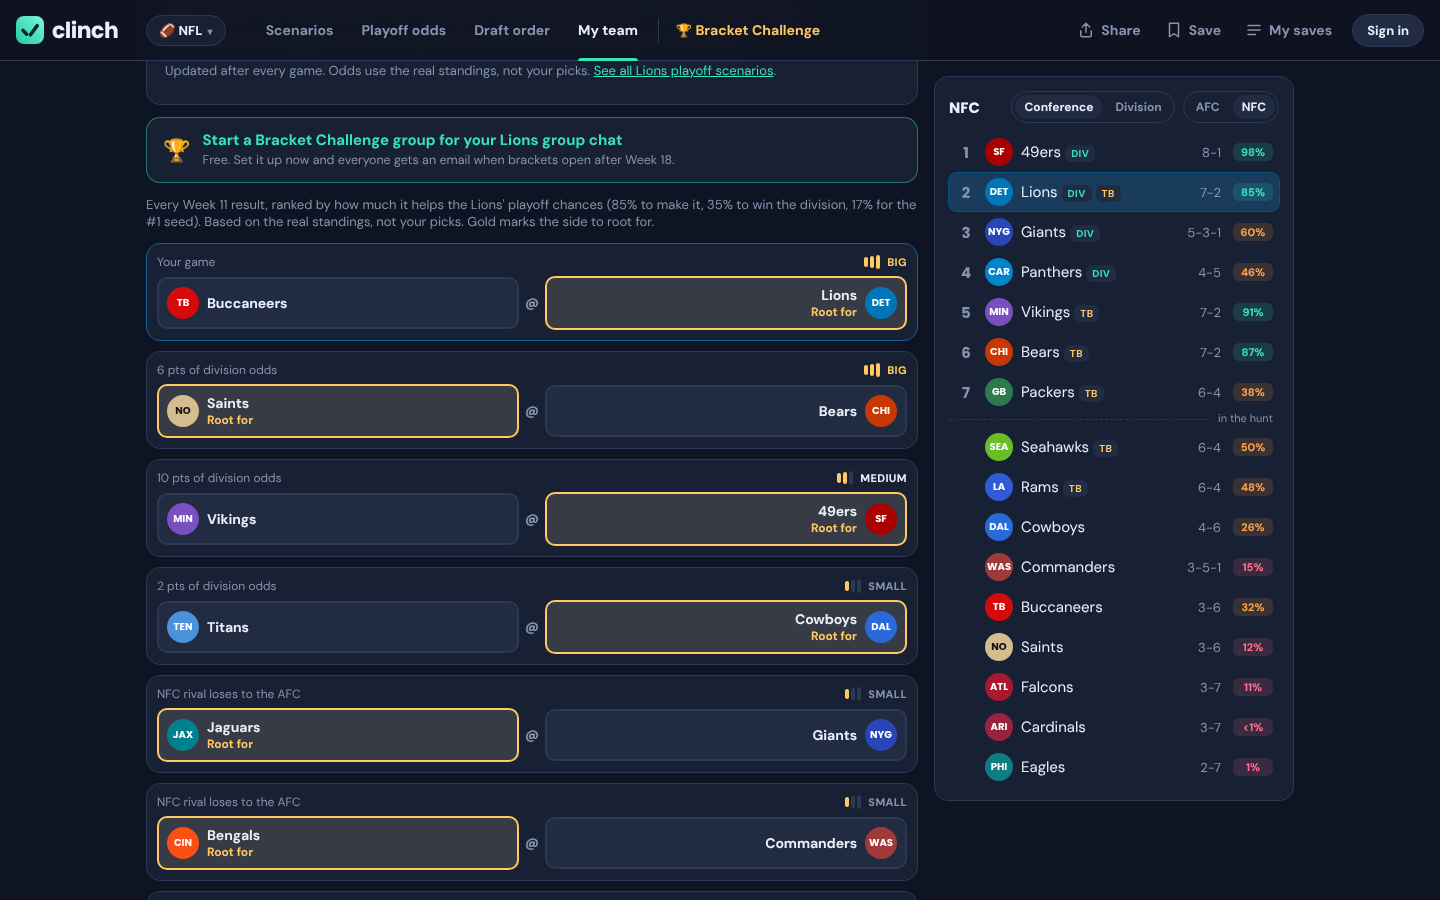 clinch
🏈 NFL ▾
Scenarios
Playoff odds
Draft order
My team
🏆 Bracket Challenge
Share
Save
My saves
Sign in
Updated after every game. Odds use the real standings, not your picks. See all Lions playoff scenarios.
Start a Bracket Challenge group for your Lions group chat
Free. Set it up now and everyone gets an email when brackets open after Week 18.
Every Week 11 result, ranked by how much it helps the Lions' playoff chances (85% to make it, 35% to win the division, 17% for the
#1 seed). Based on the real standings, not your picks. Gold marks the side to root for.
Your game
BIG
TB Buccaneers
@
Lions
Root for
DET
6 pts of division odds
BIG
NO
Saints
Root for
@
Bears CHI
10 pts of division odds
MEDIUM
MIN Vikings
@
49ers
Root for
SF
2 pts of division odds
SMALL
TEN Titans
@
Cowboys
Root for
DAL
NFC rival loses to the AFC
SMALL
JAX
Jaguars
Root for
@
Giants NYG
NFC rival loses to the AFC
SMALL
CIN
Bengals
Root for
@
Commanders WAS
NFC
Conference Division
AFC NFC
1 SF 49ers DIV 8-1 98%
2 DET Lions DIV TB 7-2 85%
3 NYG Giants DIV 5-3-1 60%
4 CAR Panthers DIV 4-5 46%
5 MIN Vikings TB 7-2 91%
6 CHI Bears TB 7-2 87%
7 GB Packers TB 6-4 38%
in the hunt
SEA Seahawks TB 6-4 50%
LA Rams TB 6-4 48%
DAL Cowboys 4-6 26%
WAS Commanders 3-5-1 15%
TB Buccaneers 3-6 32%
NO Saints 3-6 12%
ATL Falcons 3-7 11%
ARI Cardinals 3-7 <1%
PHI Eagles 2-7 1%